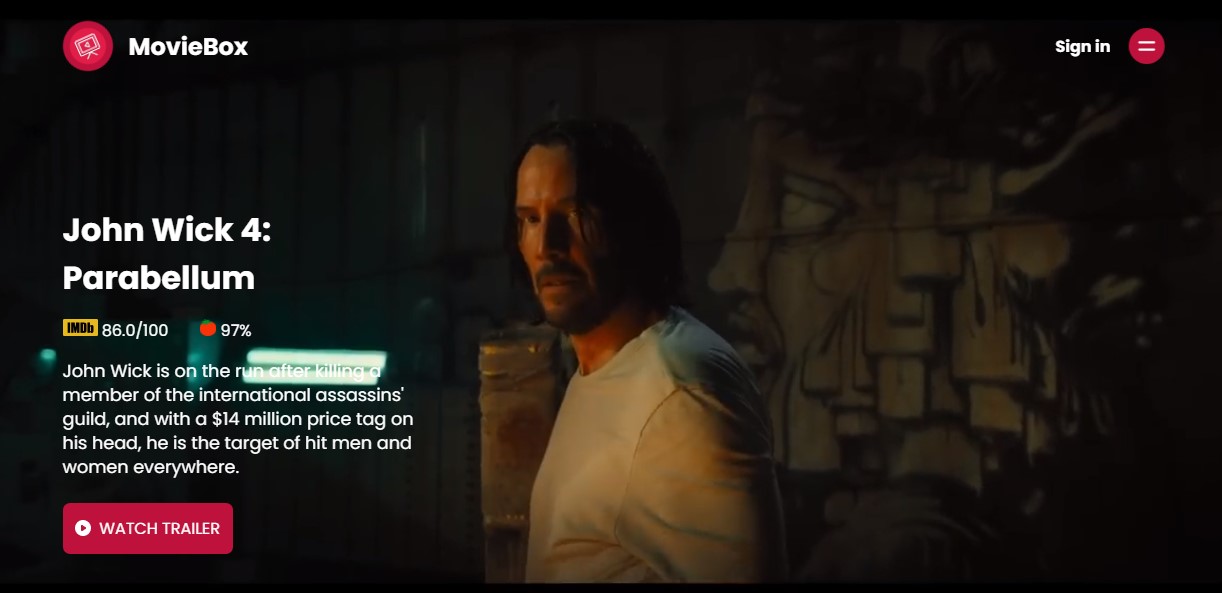 MovieBox
Sign in
John Wick 4:
Parabellum
IMDb 86.0/100 97%
John Wick is on the run after killing a
member of the international assassins'
guild, and with a $14 million price tag on
his head, he is the target of hit men and
women everywhere.
WATCH TRAILER